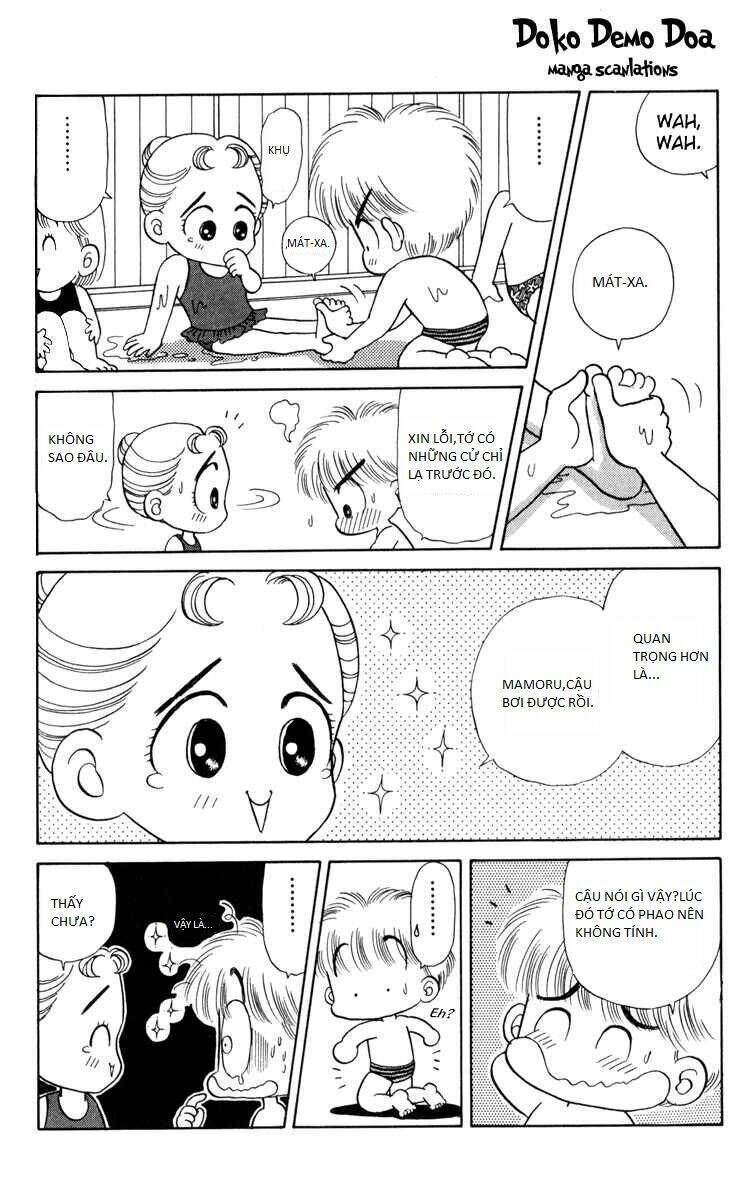 DOKO DEMO DOA
MANGA SCANLATIONS
WAH,
WAH.
.........
KHỤ
,MÁT-XA.
.........
MÁT-XA.
XIN LỖI,TỚ CÓ
NHỮNG CỬ CHỈ
LẠ TRƯỚC ĐÓ.
KHÔNG
SAO ĐÂU.
QUAN
TRỌNG HƠN
LÀ...
MAMORU,CẬU
BƠI ĐƯỢC RỒI.
CẬU NÓI GÌ VẬY?LÚC
ĐÓ TỚ CÓ PHAO NÊN
KHÔNG TÍNH.
.........
Eh?
.........
VẬY LÀ...
THẤY
CHƯA?